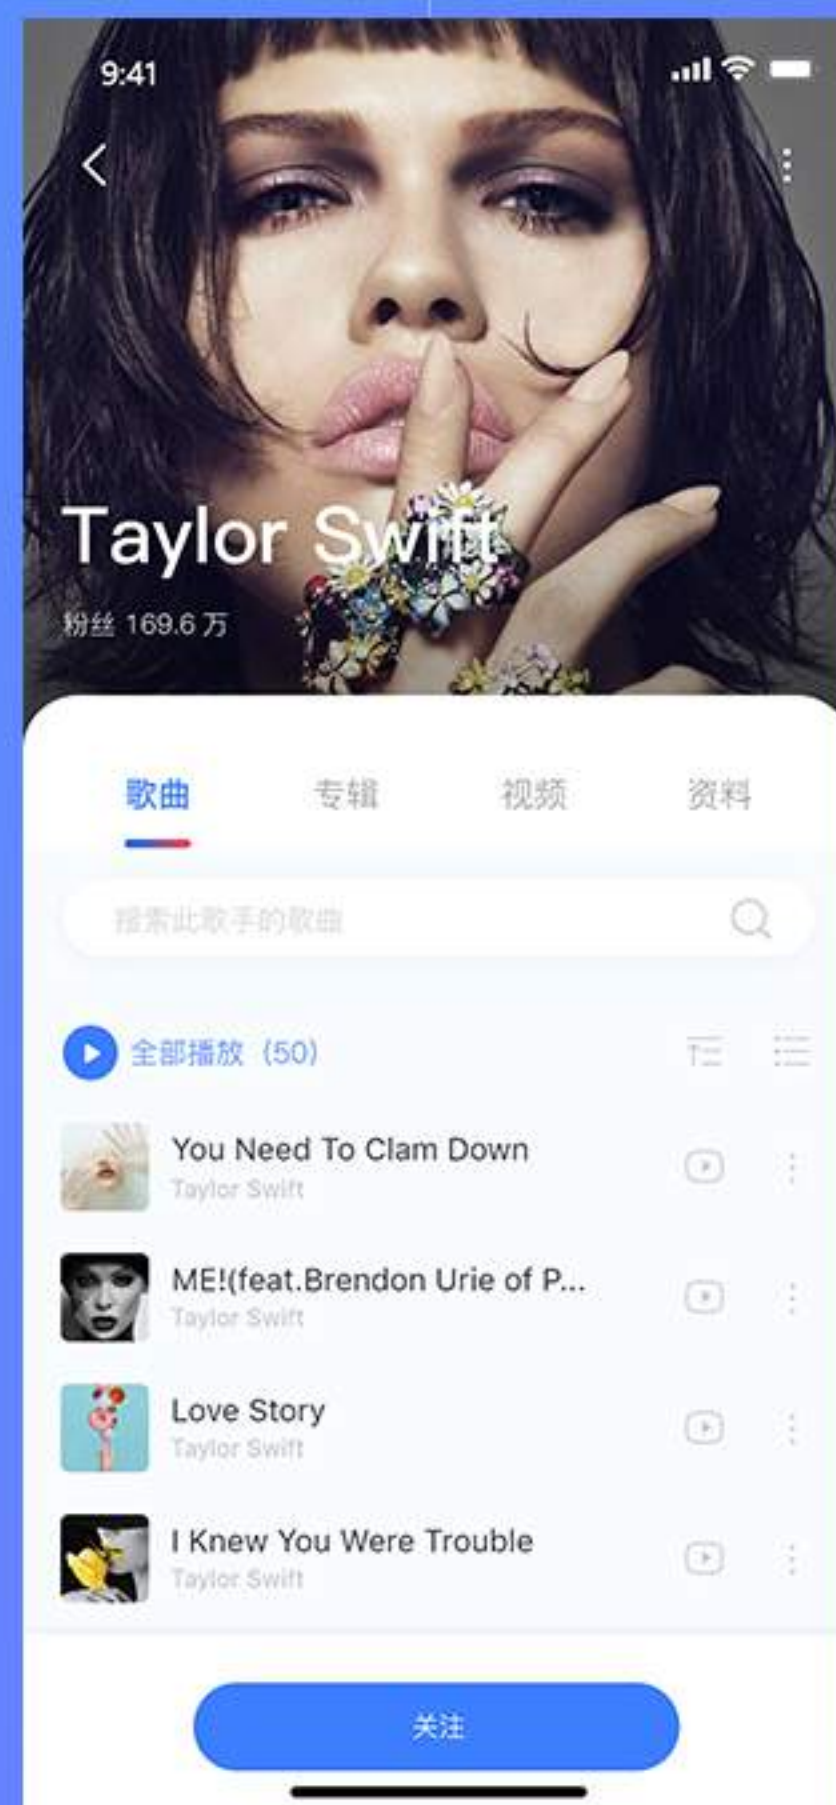 9:41
Taylor Swift
粉丝 169.6 万
歌曲 专辑 视频 资料
搜索此歌手的歌曲
全部播放 (50)
You Need To Clam Down
Taylor Swift
ME!(feat.Brendon Urie of P...
Taylor Swift
Love Story
Taylor Swift
I Knew You Were Trouble
Taylor Swift
关注